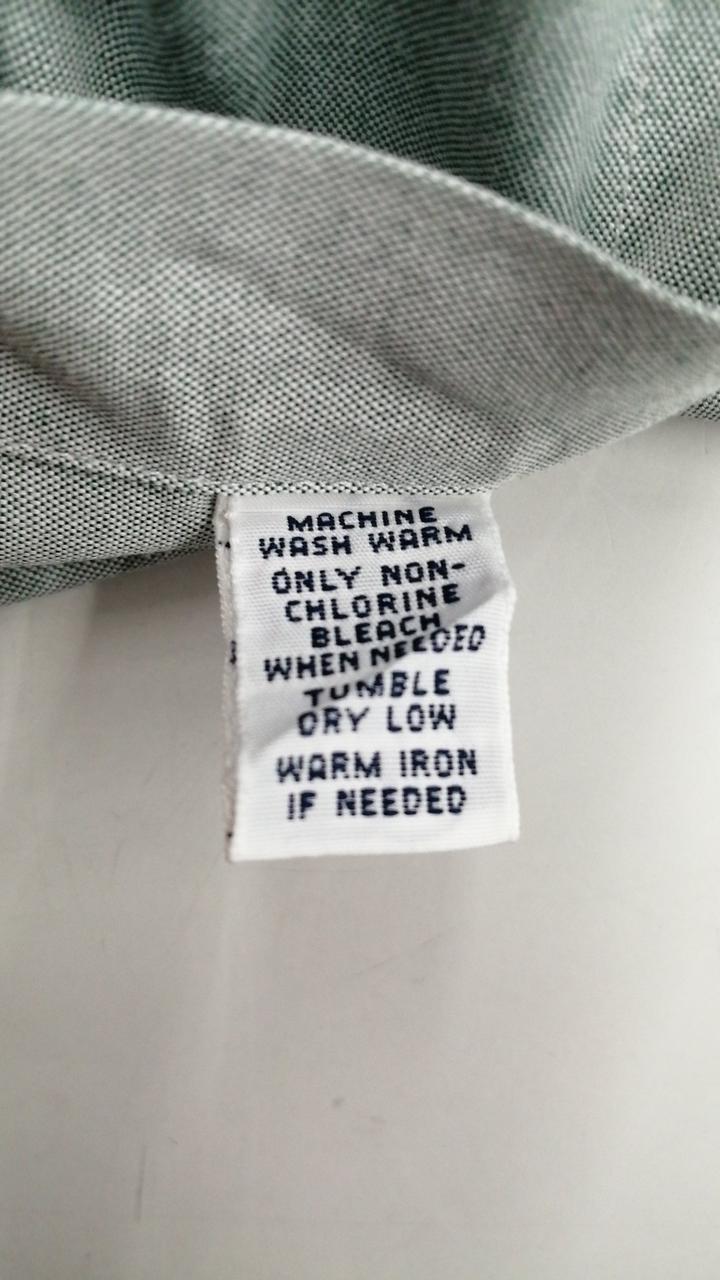 MACHINE
WASH WARM
ONLY NON-
CHLORINE
BLEACH
WHEN NEEDED
TUMBLE
DRY LOW
WARM IRON
IF NEEDED